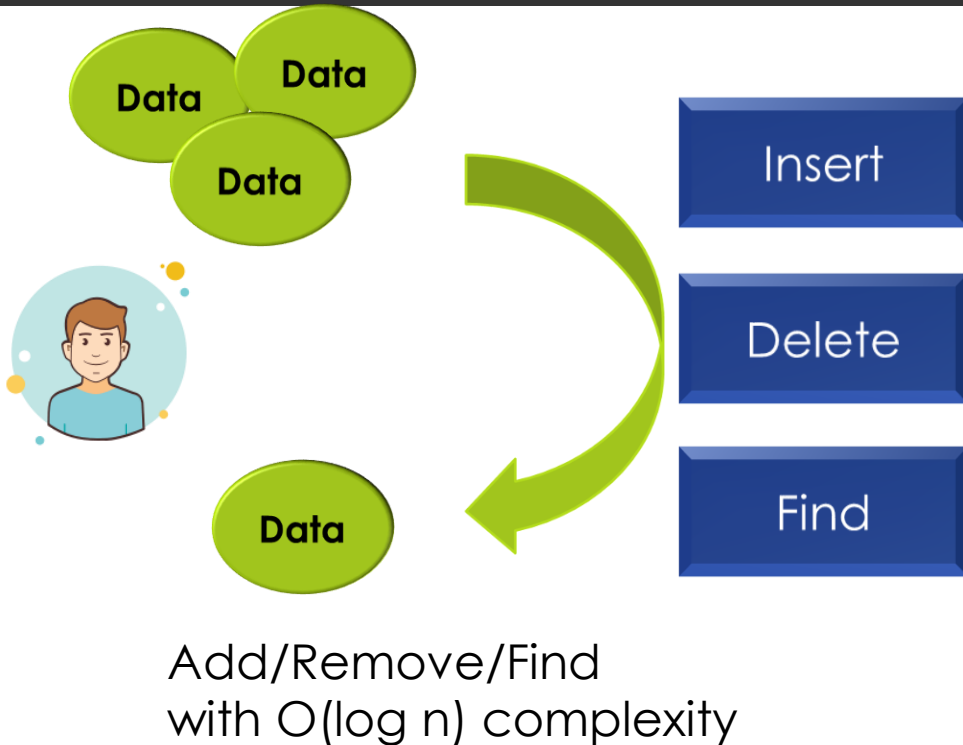 Data
Data
Data
Insert
Delete
Find
Data
Add/Remove/Find
with O(log n) complexity